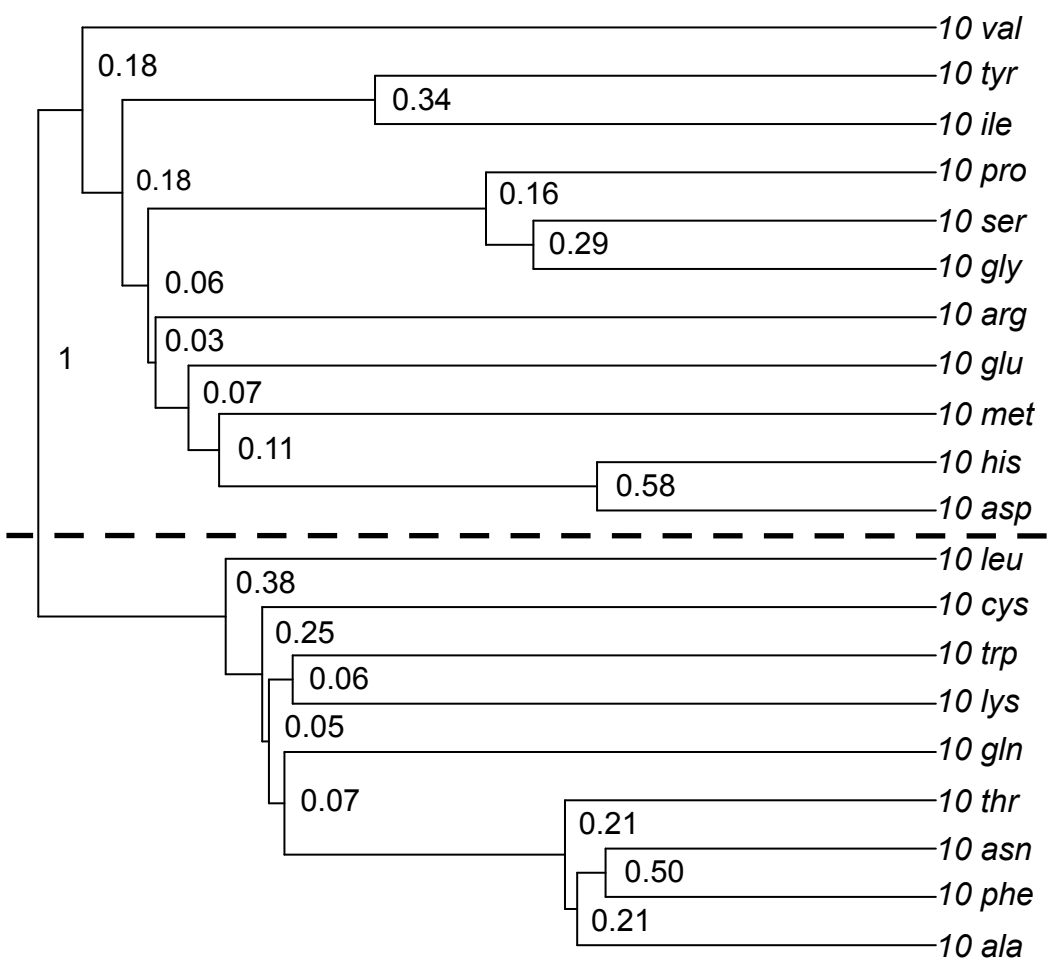 10 val
0.18
10 tyr
0.34
10 ile
10 pro
0.18
0.16
10 ser
0.29
10 gly
0.06
10 arg
0.03
1
10 glu
0.07
10 met
0.11
10 his
0.58
10 asp
10 leu
0.38
10 cys
0.25
10 trp
0.06
10 lys
0.05
10 gln
0.07
10 thr
0.21
10 asn
0.50
10 phe
0.21
10 ala